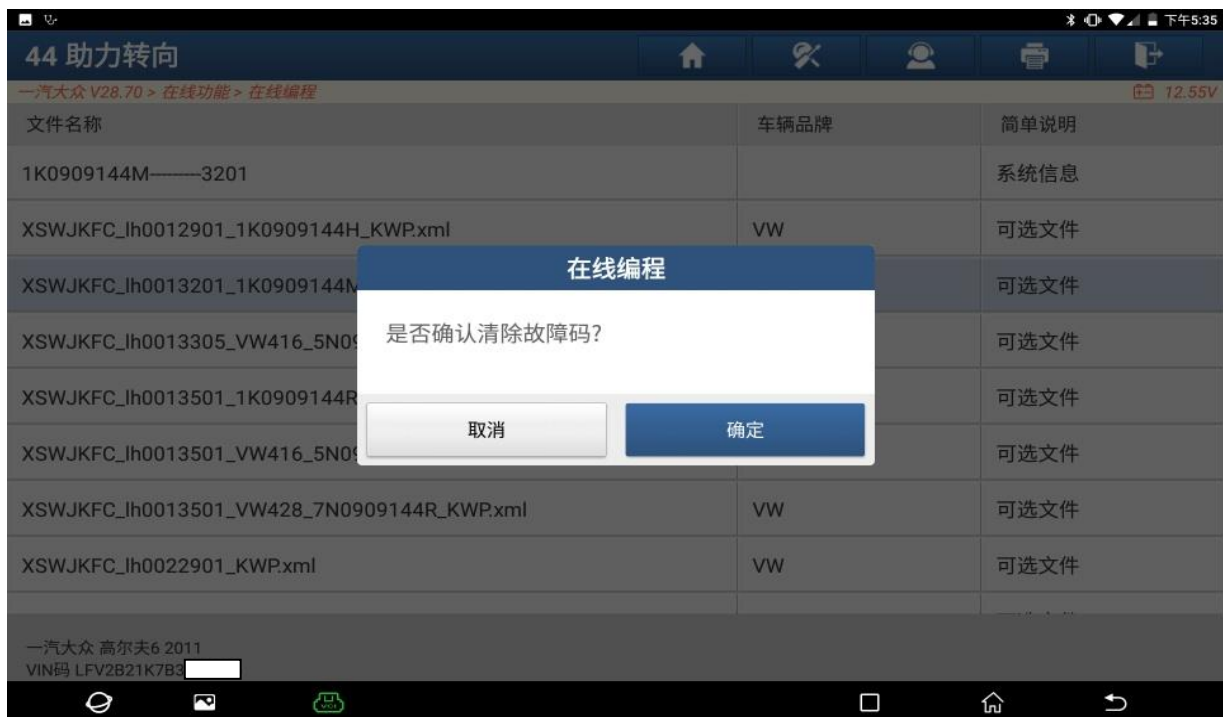 下午5:35
44 助力转向
一汽大众 V28.70 > 在线功能 > 在线编程
12.55V
文件名称 车辆品牌 简单说明
1K0909144M--------3201 系统信息
XSWJKFC_lh0012901_1K0909144H_KWP.xml VW 可选文件
XSWJKFC_lh0013201_1K0909144M 可选文件
XSWJKFC_lh0013305_VW416_5N09 可选文件
XSWJKFC_lh0013501_1K0909144R 可选文件
XSWJKFC_lh0013501_VW416_5N09 可选文件
XSWJKFC_lh0013501_VW428_7N0909144R_KWP.xml VW 可选文件
XSWJKFC_lh0022901_KWP.xml VW 可选文件
在线编程
是否确认清除故障码?
取消 确定
一汽大众 高尔夫6 2011
VIN码 LFV2B21K7B3
VCI